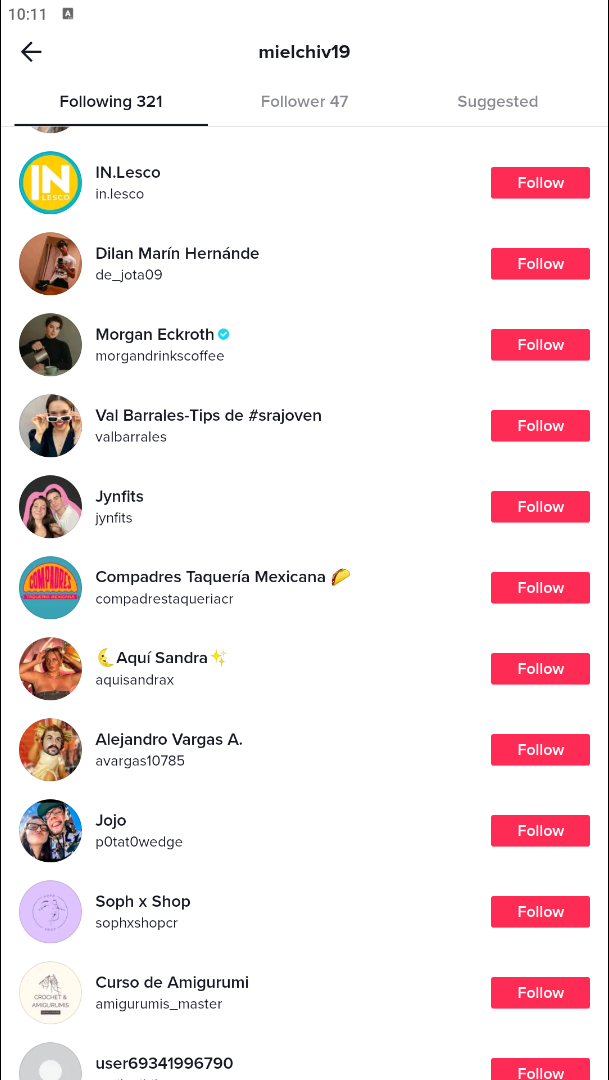 10:11 A
mielchiv19
Following 321 Follower 47 Suggested
IN LESCO
IN.Lesco
in.lesco
Follow
Dilan Marín Hernánde
de_jota09
Follow
Morgan Eckroth
morgandrinkscoffee
Follow
Val Barrales-Tips de #srajoven
valbarrales
Follow
Jynfits
jynfits
Follow
COMPADRES
TAQUERÍA MEXICANA
Compadres Taquería Mexicana 🌮
compadrestaqueriacr
Follow
🌜Aquí Sandra✨
aquisandrax
Follow
Alejandro Vargas A.
avargas10785
Follow
Jojo
p0tat0wedge
Follow
Soph x Shop
sophxshopcr
Follow
CROCHET &
AMIGURUMIS
Curso de Amigurumi
amigurumis_master
Follow
user69341996790
Follow